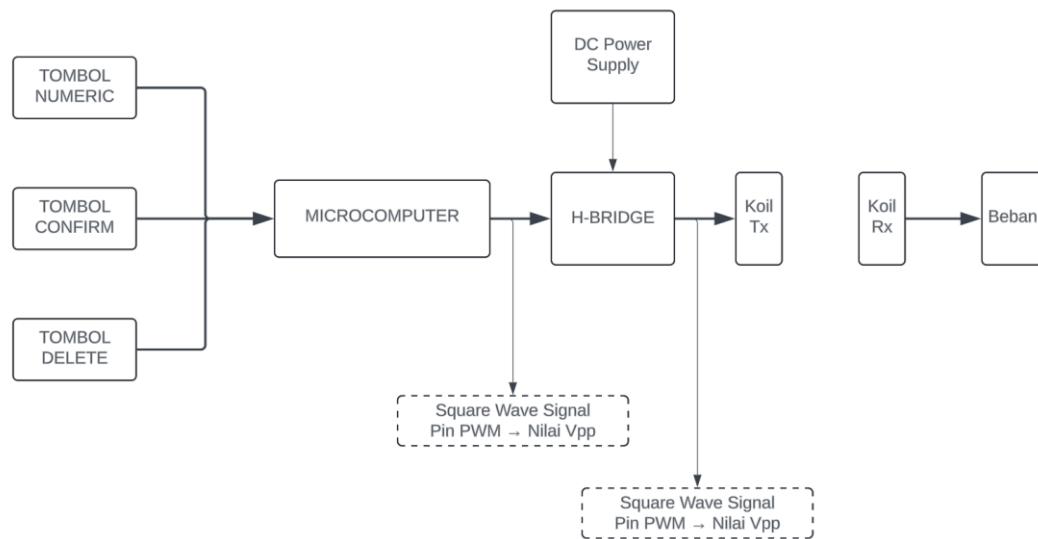 DC Power
Supply
TOMBOL
NUMERIC
TOMBOL
CONFIRM
TOMBOL
DELETE
MICROCOMPUTER
H-BRIDGE
Koil
Tx
Koil
Rx
Beban
Square Wave Signal
Pin PWM → Nilai Vpp
Square Wave Signal
Pin PWM → Nilai Vpp